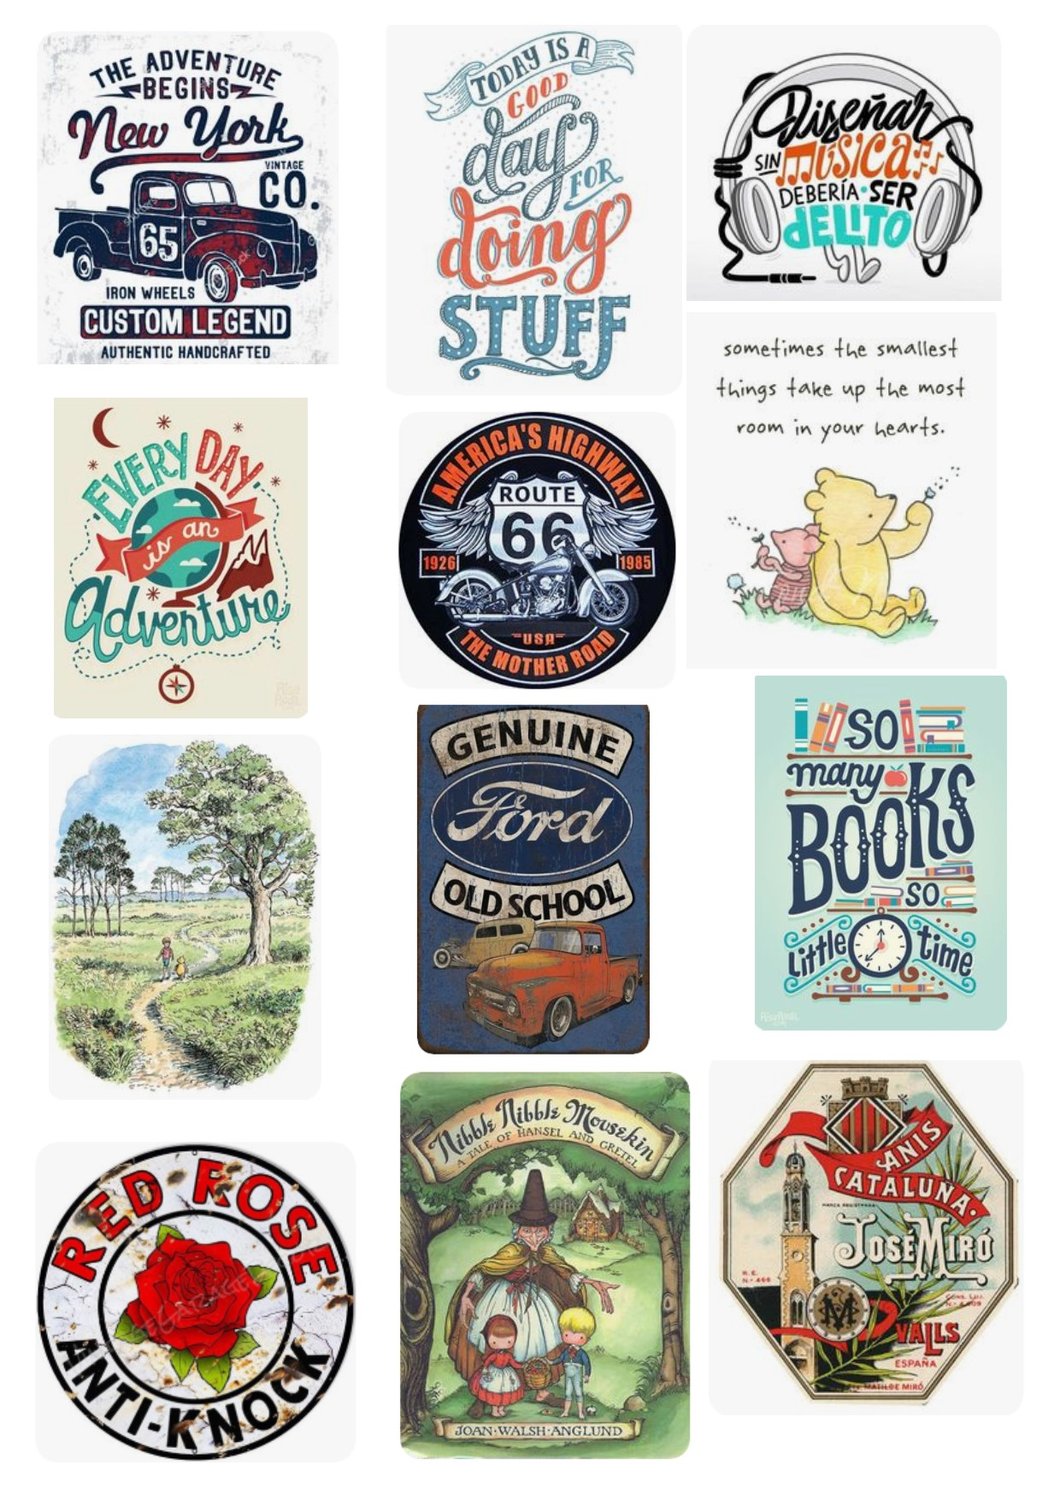 THE ADVENTURE
BEGINS
New York
VINTAGE
CO.
65
IRON WHEELS
CUSTOM LEGEND
AUTHENTIC HANDCRAFTED
TODAY IS A
GOOD
day
FOR
doing
STUFF
Diseñar
SIN MÚSICA
DEBERÍA SER
DELITO
sometimes the smallest
things take up the most
room in your hearts.
EVERY DAY
is an
Adventure
AMERICA'S HIGHWAY
ROUTE
66
1926 1985
USA
THE MOTHER ROAD
GENUINE
Ford
OLD SCHOOL
SO
many
BOOKS
SO
little time
RED ROSE
ANTI-KNOCK
Nibble Nibble Mousekin
A TALE OF HANSEL AND GRETEL
JOAN·WALSH·ANGLUND
ANIS
CATALUÑA
MARCA REGISTRADA
JOSÉ MIRÓ
R.E.
N.-466
VALLS
ESPAÑA
MATILDE MIRÓ